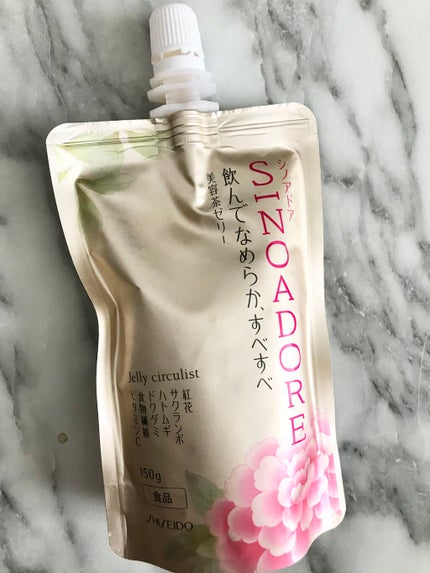 シノアドア
SINOADORE
飲んでなめらか、すべすべ
美容茶ゼリー
Jelly circulist
紅花
サクランボ
ハトムギ
ドクダミ
食物繊維
ビタミンC
150g
食品
SHISEIDO